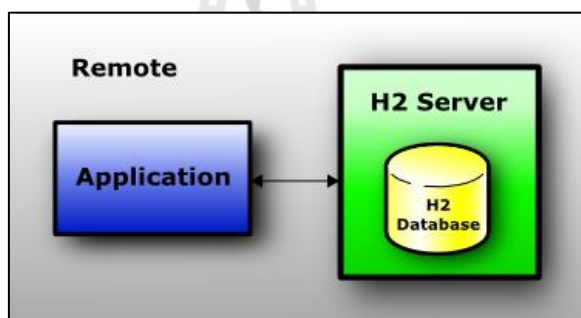 Remote
H2 Server
Application
H2
Database